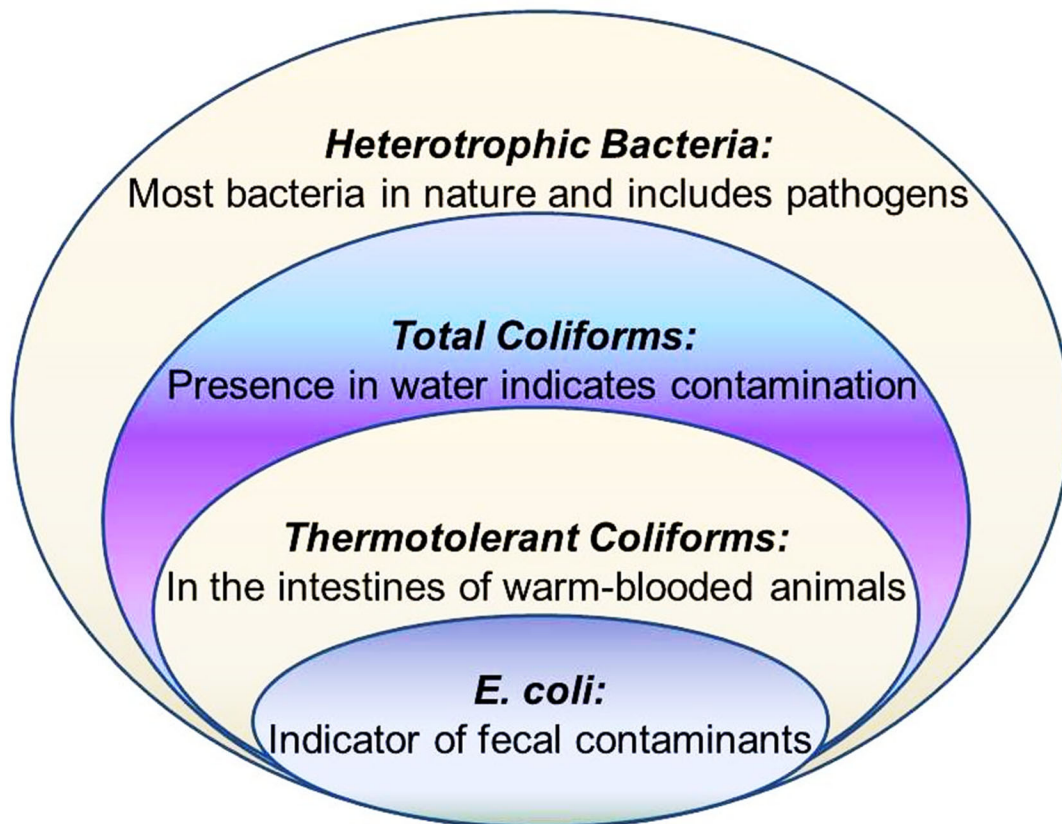 Heterotrophic Bacteria:
Most bacteria in nature and includes pathogens
Total Coliforms:
Presence in water indicates contamination
Thermotolerant Coliforms:
In the intestines of warm-blooded animals
E. coli:
Indicator of fecal contaminants